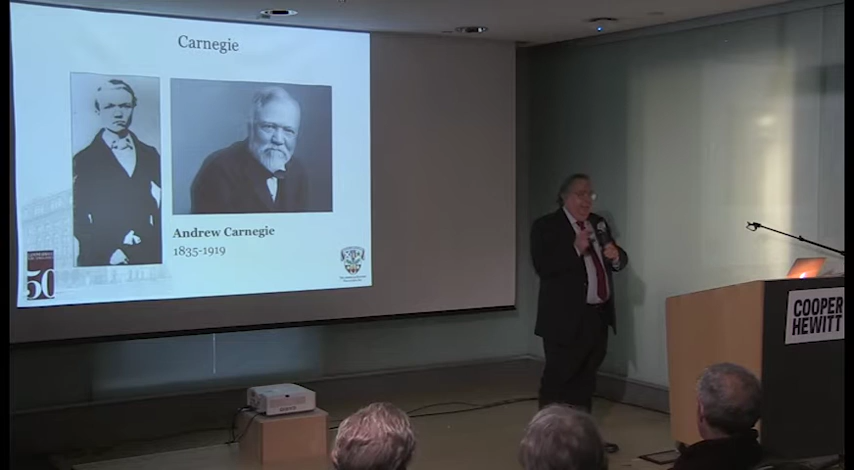 Carnegie
Andrew Carnegie
1835-1919
50
COOPER
HEWITT